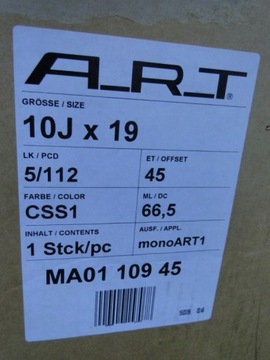 A_R_T®
GRÖSSE / SIZE
10J x 19
LK / PCD
ET / OFFSET
5/112
45
FARBE / COLOR
ML / DC
CSS1
66,5
INHALT / CONTENTS
AUSF. / APPL.
1 Stck/pc
monoART1
MA01 109 45